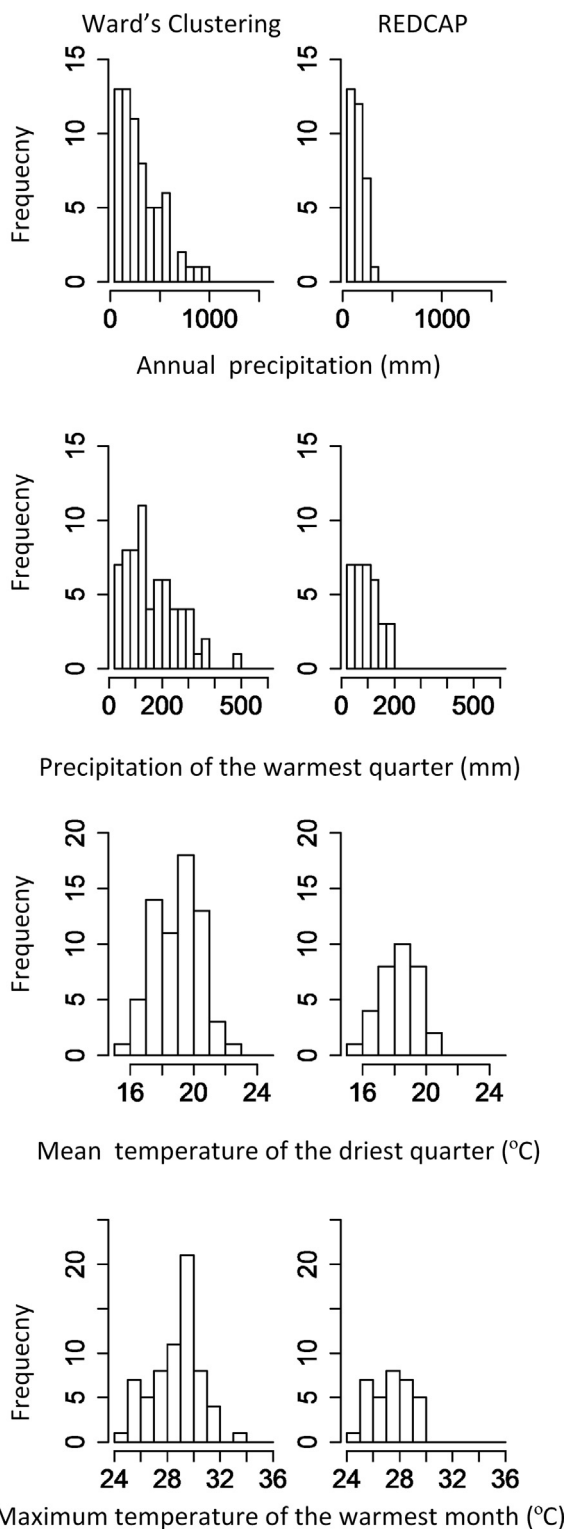 Ward's Clustering REDCAP
15
10
5
0
Frequecny
0 1000
15
10
5
0
0 1000
Annual precipitation (mm)
15
10
5
0
Frequecny
0 200 500
15
10
5
0
0 200 500
Precipitation of the warmest quarter (mm)
20
15
10
5
0
Frequecny
16 20 24
20
15
10
5
0
16 20 24
Mean temperature of the driest quarter (ºC)
20
10
5
0
Frequecny
24 28 32 36
20
10
5
0
24 28 32 36
Maximum temperature of the warmest month (ºC)